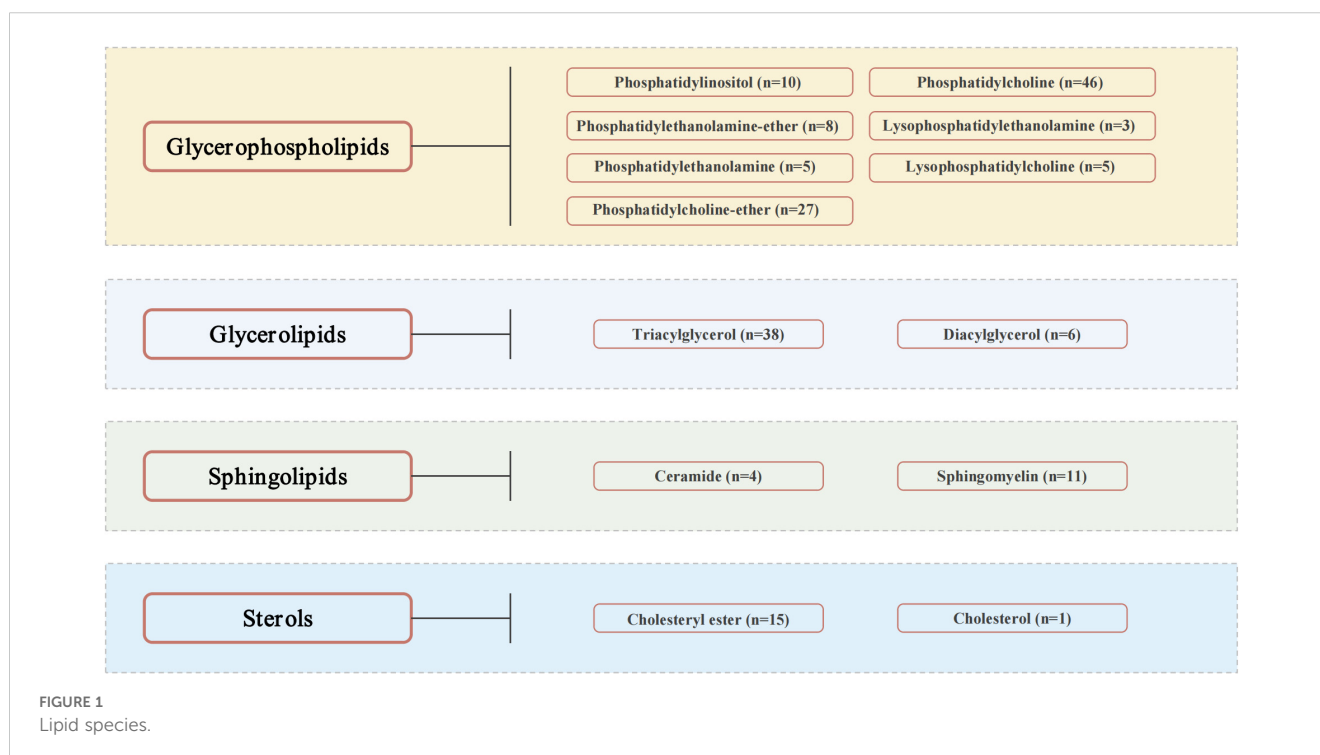 Glycerophospholipids
Phosphatidylinositol (n=10)
Phosphatidylcholine (n=46)
Phosphatidylethanolamine-ether (n=8)
Lysophosphatidylethanolamine (n=3)
Phosphatidylethanolamine (n=5)
Lysophosphatidylcholine (n=5)
Phosphatidylcholine-ether (n=27)
Glycerolipids
Triacylglycerol (n=38)
Diacylglycerol (n=6)
Sphingolipids
Ceramide (n=4)
Sphingomyelin (n=11)
Sterols
Cholesteryl ester (n=15)
Cholesterol (n=1)
FIGURE 1
Lipid species.